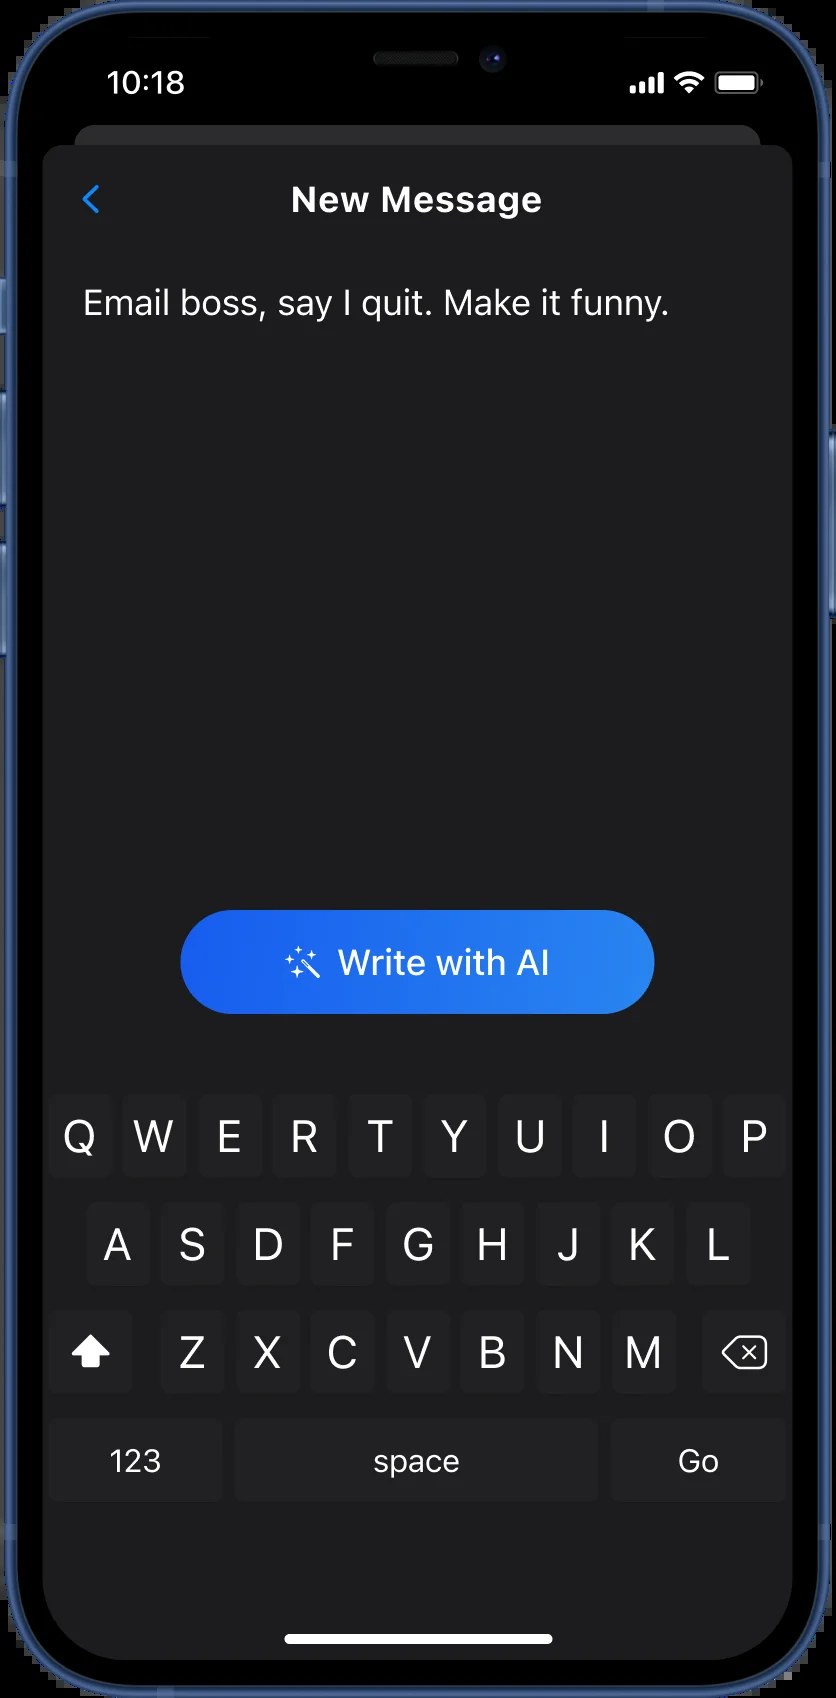 10:18
New Message
Email boss, say I quit. Make it funny.
Write with AI
Q W E R T Y U I O P
A S D F G H J K L
Z X C V B N M
123 space Go